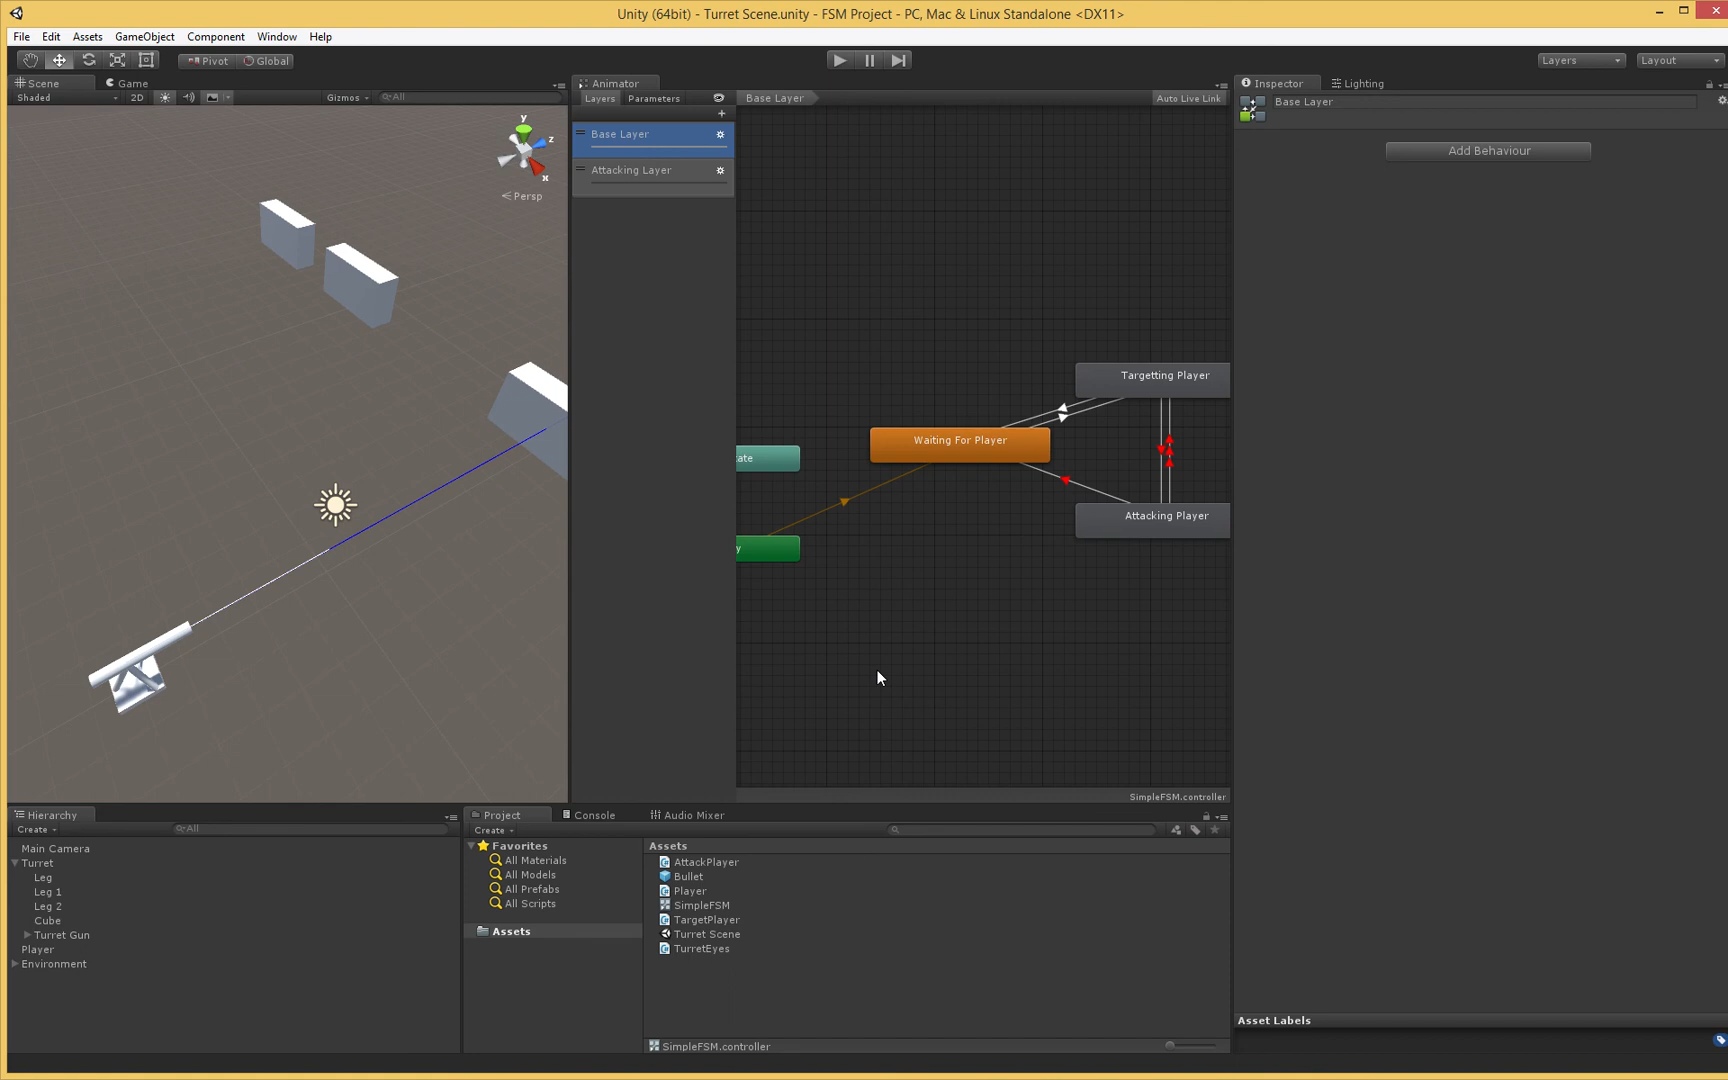 Unity (64bit) - Turret Scene.unity - FSM Project - PC, Mac & Linux Standalone <DX11>
File Edit Assets GameObject Component Window Help
Pivot Global Layers Layout
Scene Game
Shaded 2D Gizmos All
y
z
x
Persp
Animator
Layers Parameters Base Layer Auto Live Link
Base Layer
Attacking Layer
Targetting Player
Waiting For Player
ate
Attacking Player
y
SimpleFSM.controller
Inspector Lighting
Base Layer
Add Behaviour
Asset Labels
Hierarchy
Create All
Main Camera
Turret
Leg
Leg 1
Leg 2
Cube
Turret Gun
Player
Environment
Project Console Audio Mixer
Create
Favorites
All Materials
All Models
All Prefabs
All Scripts
Assets
Assets
AttackPlayer
Bullet
Player
SimpleFSM
TargetPlayer
Turret Scene
TurretEyes
SimpleFSM.controller